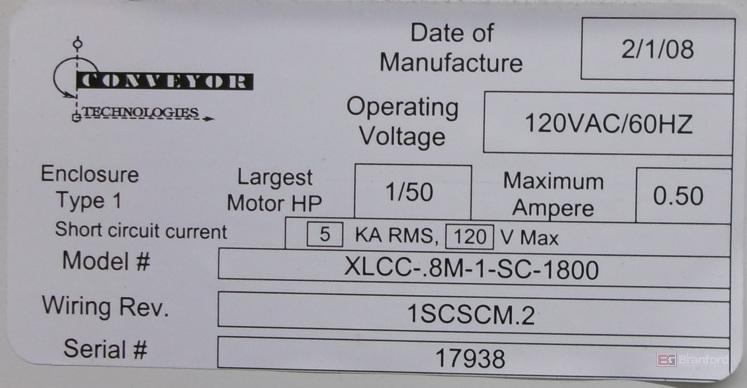 CONVEYOR
TECHNOLOGIES
Date of
Manufacture
2/1/08
Operating
Voltage
120VAC/60HZ
Enclosure
Type 1
Largest
Motor HP
1/50
Maximum
Ampere
0.50
Short circuit current 5 KA RMS, 120 V Max
Model # XLCC-.8M-1-SC-1800
Wiring Rev. 1SCSCM.2
Serial # 17938
EG Branford